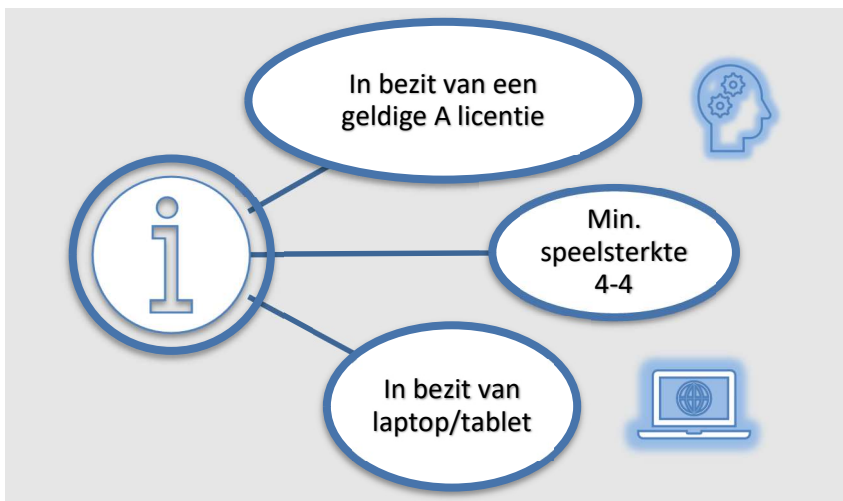 In bezit van een
geldige A licentie
Min.
speelsterkte
4-4
In bezit van
laptop/tablet